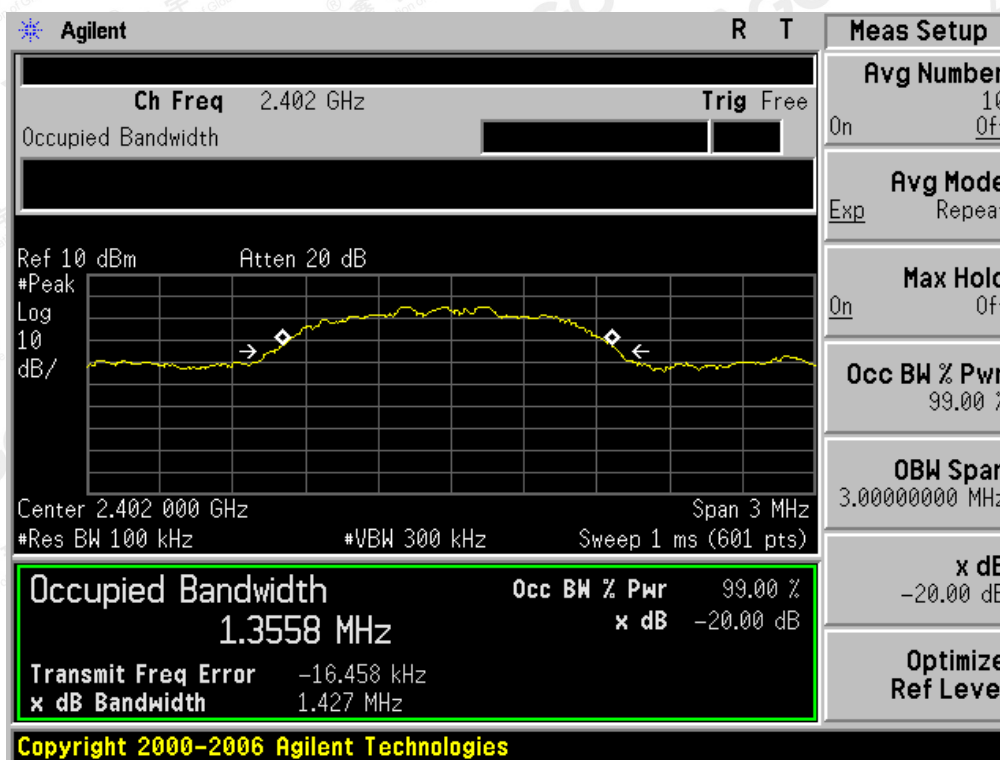 Agilent R T
Ch Freq 2.402 GHz Trig Free
Occupied Bandwidth
Ref 10 dBm Atten 20 dB
#Peak
Log
10
dB/
Center 2.402 000 GHz Span 3 MHz
#Res BW 100 kHz #VBW 300 kHz Sweep 1 ms (601 pts)
Occupied Bandwidth Occ BW % Pwr 99.00 %
1.3558 MHz x dB -20.00 dB
Transmit Freq Error -16.458 kHz
x dB Bandwidth 1.427 MHz
Copyright 2000-2006 Agilent Technologies
Meas Setup
Avg Number
10
On Off
Avg Mode
Exp Repeat
Max Hold
On Off
Occ BW % Pwr
99.00 %
OBW Span
3.00000000 MHz
x dB
-20.00 dB
Optimize
Ref Level